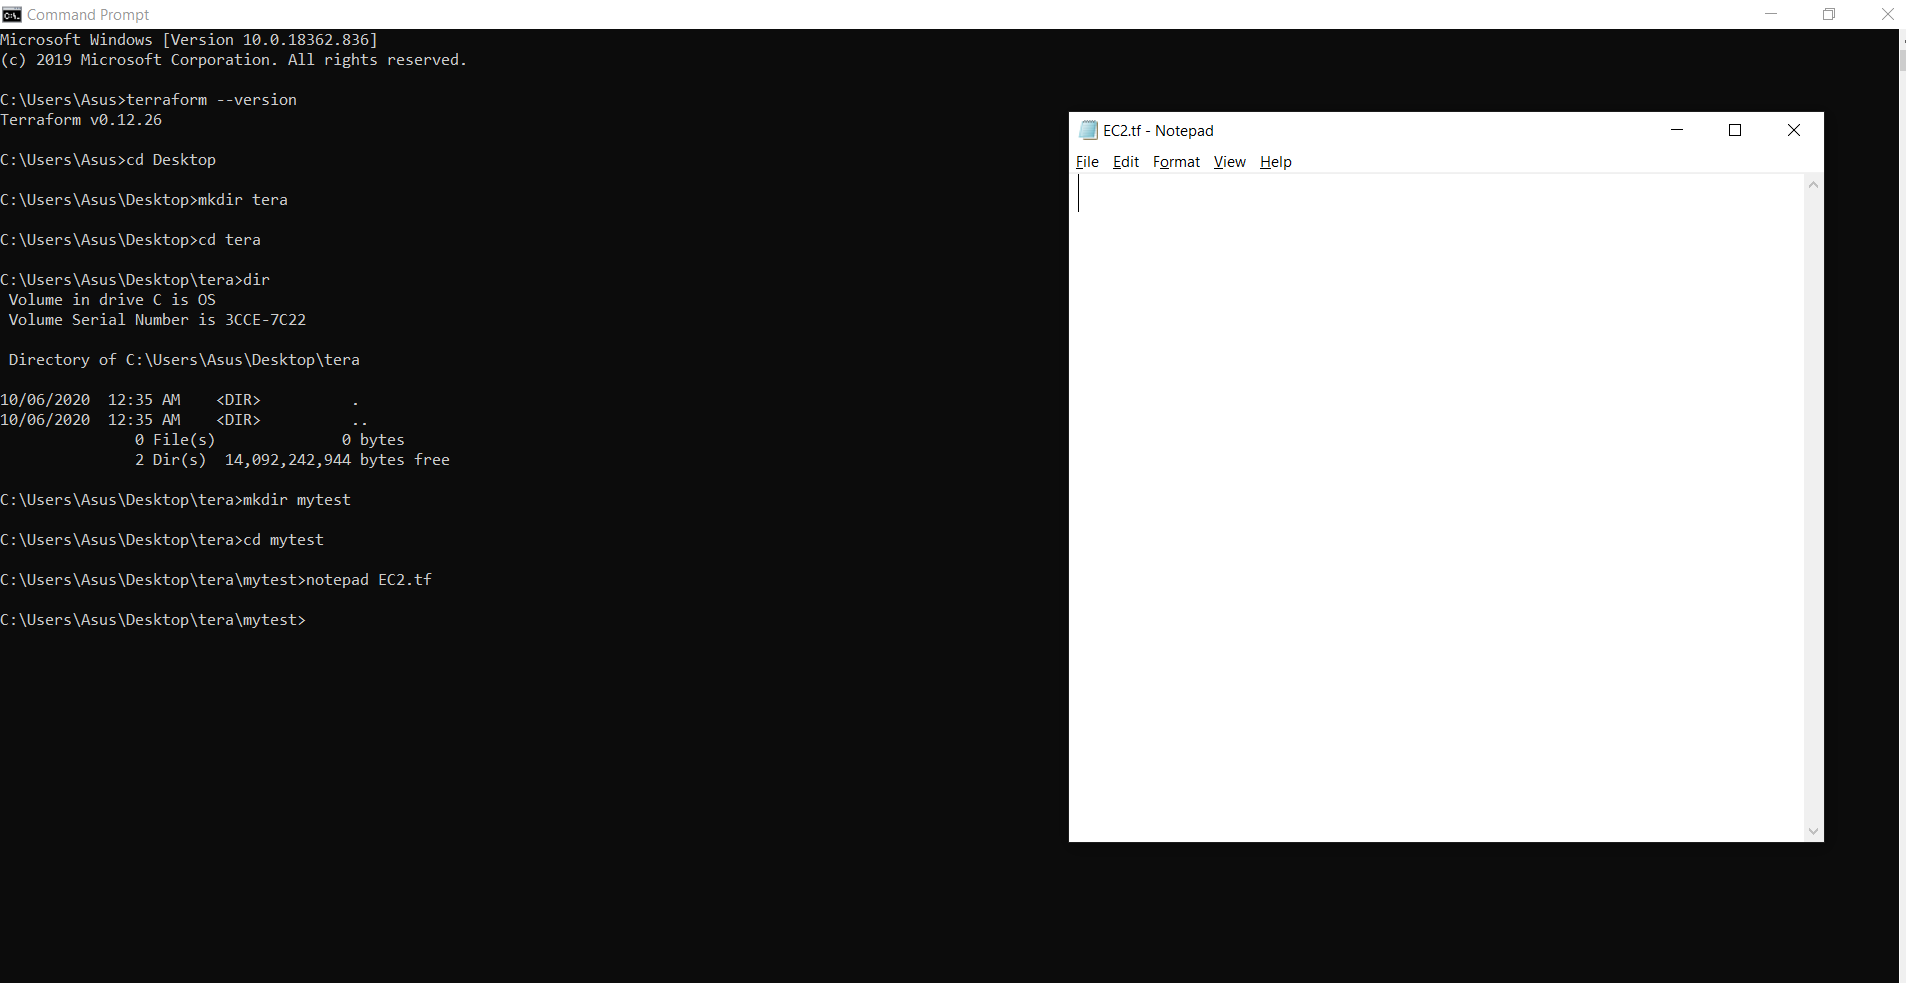 Command Prompt
Microsoft Windows [Version 10.0.18362.836]
(c) 2019 Microsoft Corporation. All rights reserved.
C:\Users\Asus>terraform --version
Terraform v0.12.26
C:\Users\Asus>cd Desktop
C:\Users\Asus\Desktop>mkdir tera
C:\Users\Asus\Desktop>cd tera
C:\Users\Asus\Desktop\tera>dir
Volume in drive C is OS
Volume Serial Number is 3CCE-7C22
Directory of C:\Users\Asus\Desktop\tera
10/06/2020  12:35 AM    <DIR>          .
10/06/2020  12:35 AM    <DIR>          ..
0 File(s)              0 bytes
2 Dir(s)  14,092,242,944 bytes free
C:\Users\Asus\Desktop\tera>mkdir mytest
C:\Users\Asus\Desktop\tera>cd mytest
C:\Users\Asus\Desktop\tera\mytest>notepad EC2.tf
C:\Users\Asus\Desktop\tera\mytest>
EC2.tf - Notepad
File Edit Format View Help